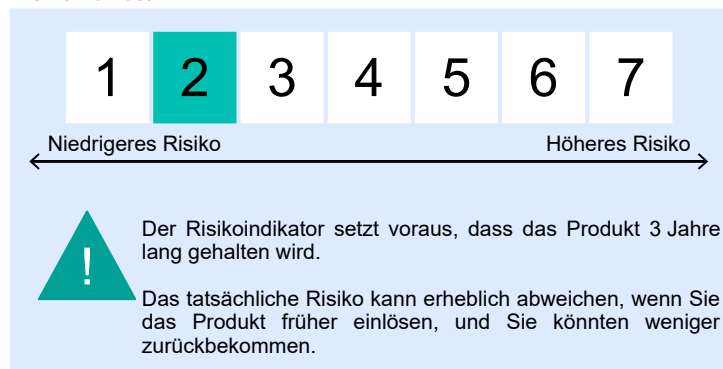 1 2 3 4 5 6 7
Niedrigeres Risiko Höheres Risiko
!
Der Risikoindikator setzt voraus, dass das Produkt 3 Jahre
lang gehalten wird.
Das tatsächliche Risiko kann erheblich abweichen, wenn Sie
das Produkt früher einlösen, und Sie könnten weniger
zurückbekommen.